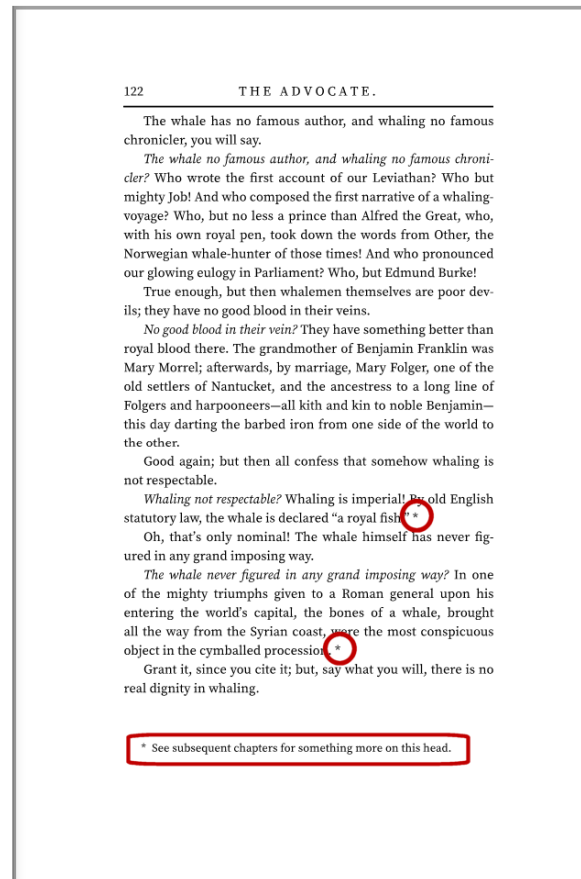 122 THE ADVOCATE.
The whale has no famous author, and whaling no famous
chronicler, you will say.
The whale no famous author, and whaling no famous chroni-
cler? Who wrote the first account of our Leviathan? Who but
mighty Job! And who composed the first narrative of a whaling-
voyage? Who, but no less a prince than Alfred the Great, who,
with his own royal pen, took down the words from Other, the
Norwegian whale-hunter of those times! And who pronounced
our glowing eulogy in Parliament? Who, but Edmund Burke!
True enough, but then whalemen themselves are poor dev-
ils; they have no good blood in their veins.
No good blood in their vein? They have something better than
royal blood there. The grandmother of Benjamin Franklin was
Mary Morrel; afterwards, by marriage, Mary Folger, one of the
old settlers of Nantucket, and the ancestress to a long line of
Folgers and harpooneers—all kith and kin to noble Benjamin—
this day darting the barbed iron from one side of the world to
the other.
Good again; but then all confess that somehow whaling is
not respectable.
Whaling not respectable? Whaling is imperial! By old English
statutory law, the whale is declared “a royal fish” *
Oh, that’s only nominal! The whale himself has never fig-
ured in any grand imposing way.
The whale never figured in any grand imposing way? In one
of the mighty triumphs given to a Roman general upon his
entering the world’s capital, the bones of a whale, brought
all the way from the Syrian coast, were the most conspicuous
object in the cymballed procession. *
Grant it, since you cite it; but, say what you will, there is no
real dignity in whaling.
* See subsequent chapters for something more on this head.